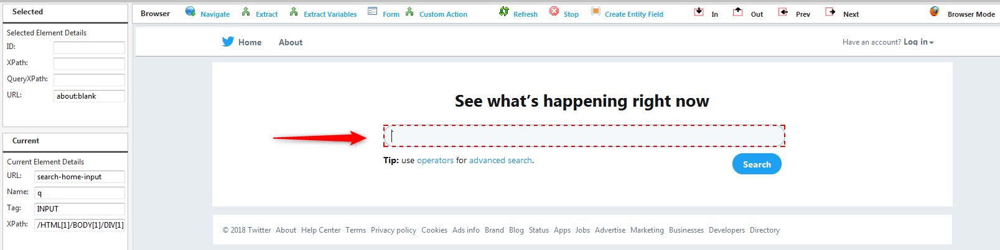 Selected
Selected Element Details
ID:
XPath:
QueryXPath:
URL: about:blank
Current
Current Element Details
URL: search-home-input
Name: q
Tag: INPUT
XPath: /HTML[1]/BODY[1]/DIV[1]
Browser Navigate Extract Extract Variables Form Custom Action Refresh Stop Create Entity Field In Out Prev Next Browser Mode
Home About Have an account? Log in
See what's happening right now
Tip: use operators for advanced search.
Search
© 2018 Twitter About Help Center Terms Privacy policy Cookies Ads info Brand Blog Status Apps Jobs Advertise Marketing Businesses Developers Directory